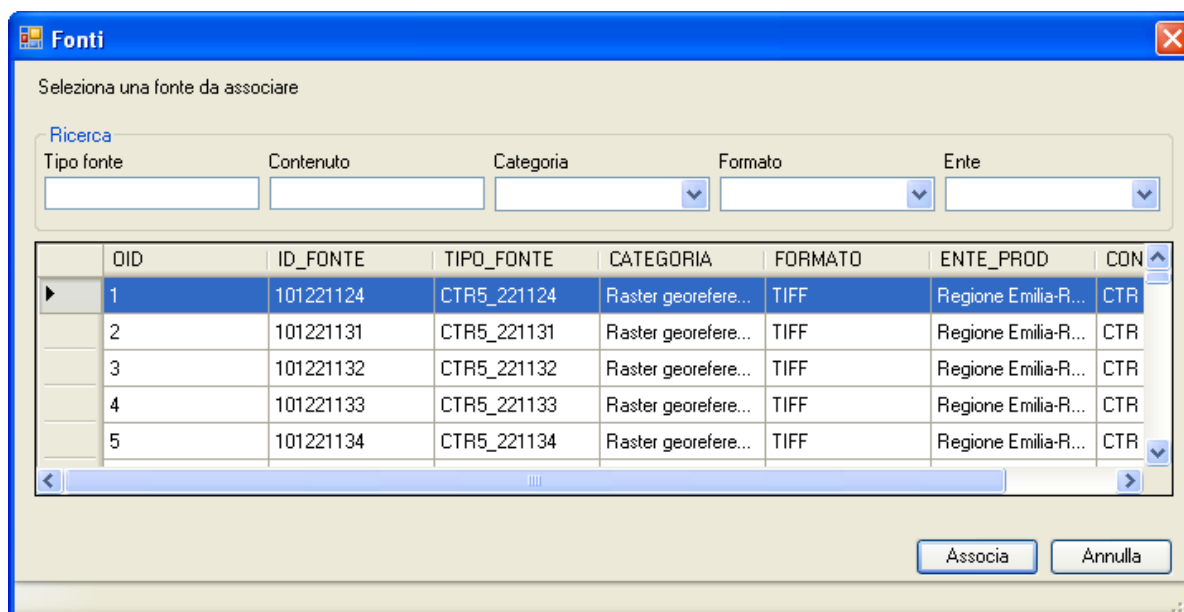 Fonti
Seleziona una fonte da associare
Ricerca
Tipo fonte Contenuto Categoria Formato Ente
OID ID_FONTE TIPO_FONTE CATEGORIA FORMATO ENTE_PROD CON
1 101221124 CTR5_221124 Raster georefere... TIFF Regione Emilia-R... CTR
2 101221131 CTR5_221131 Raster georefere... TIFF Regione Emilia-R... CTR
3 101221132 CTR5_221132 Raster georefere... TIFF Regione Emilia-R... CTR
4 101221133 CTR5_221133 Raster georefere... TIFF Regione Emilia-R... CTR
5 101221134 CTR5_221134 Raster georefere... TIFF Regione Emilia-R... CTR
Associa Annulla